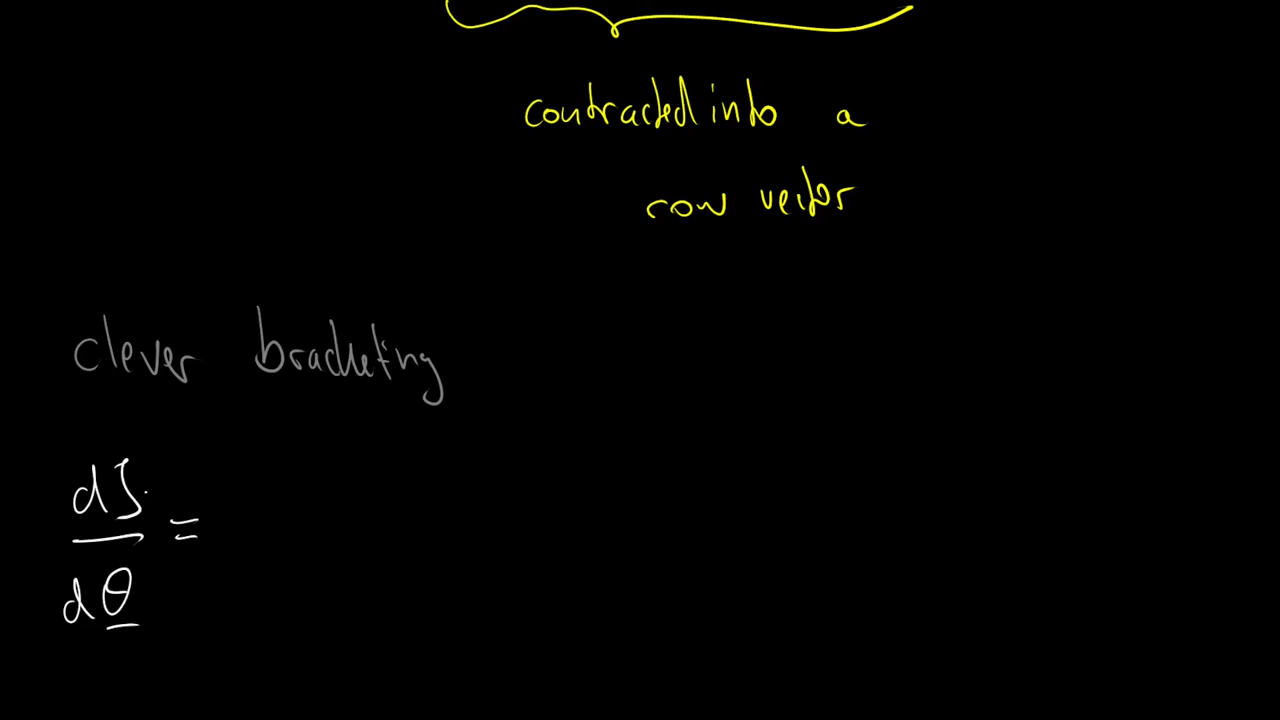 contracted into a
row vector
clever bracketing
dJ
=
dθ